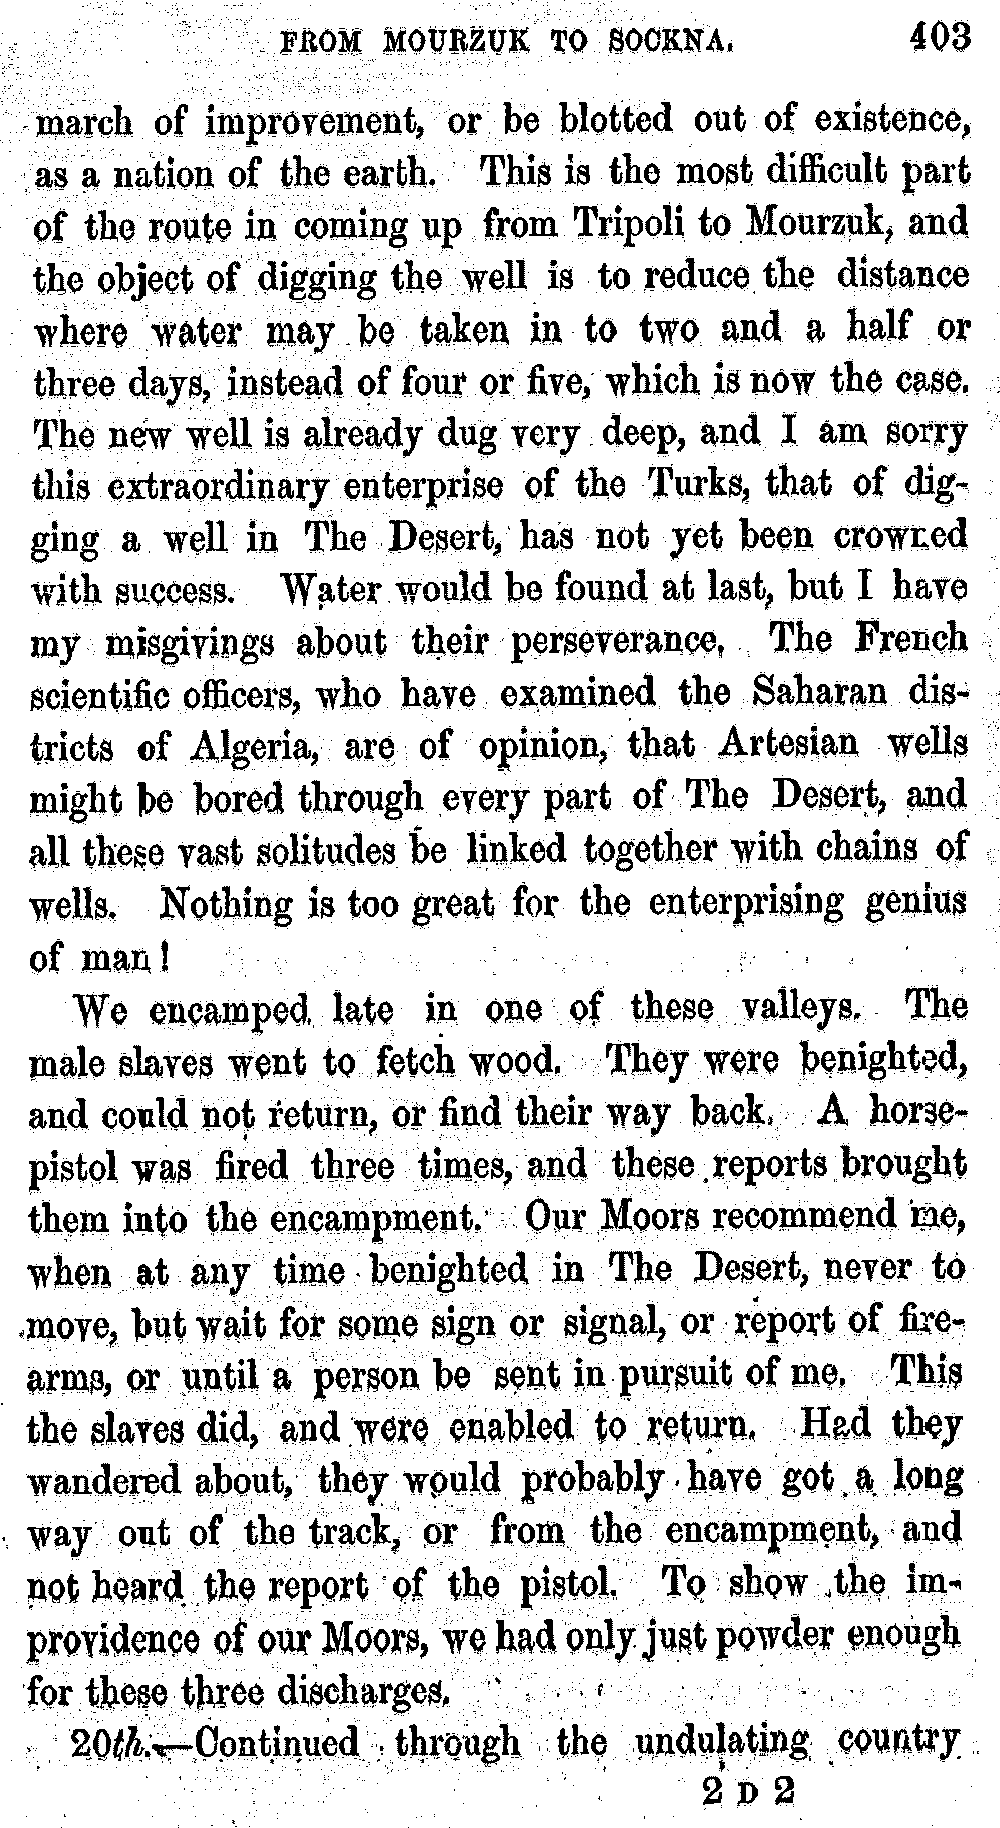 FROM MOURZUK TO SOCKNA. 403
march of improvement, or be blotted out of existence,
as a nation of the earth. This is the most difficult part
of the route in coming up from Tripoli to Mourzuk, and
the object of digging the well is to reduce the distance
where water may be taken in to two and a half or
three days, instead of four or five, which is now the case.
The new well is already dug very deep, and I am sorry
this extraordinary enterprise of the Turks, that of dig-
ging a well in The Desert, has not yet been crowned
with success. Water would be found at last, but I have
my misgivings about their perseverance. The French
scientific officers, who have examined the Saharan dis-
tricts of Algeria, are of opinion, that Artesian wells
might be bored through every part of The Desert, and
all these vast solitudes be linked together with chains of
wells. Nothing is too great for the enterprising genius
of man!
We encamped late in one of these valleys. The
male slaves went to fetch wood. They were benighted,
and could not return, or find their way back. A horse-
pistol was fired three times, and these reports brought
them into the encampment. Our Moors recommend me,
when at any time benighted in The Desert, never to
move, but wait for some sign or signal, or report of fire-
arms, or until a person be sent in pursuit of me. This
the slaves did, and were enabled to return. Had they
wandered about, they would probably have got a long
way out of the track, or from the encampment, and
not heard the report of the pistol. To show the im-
providence of our Moors, we had only just powder enough
for these three discharges.
20th.—Continued through the undulating country
2 D 2